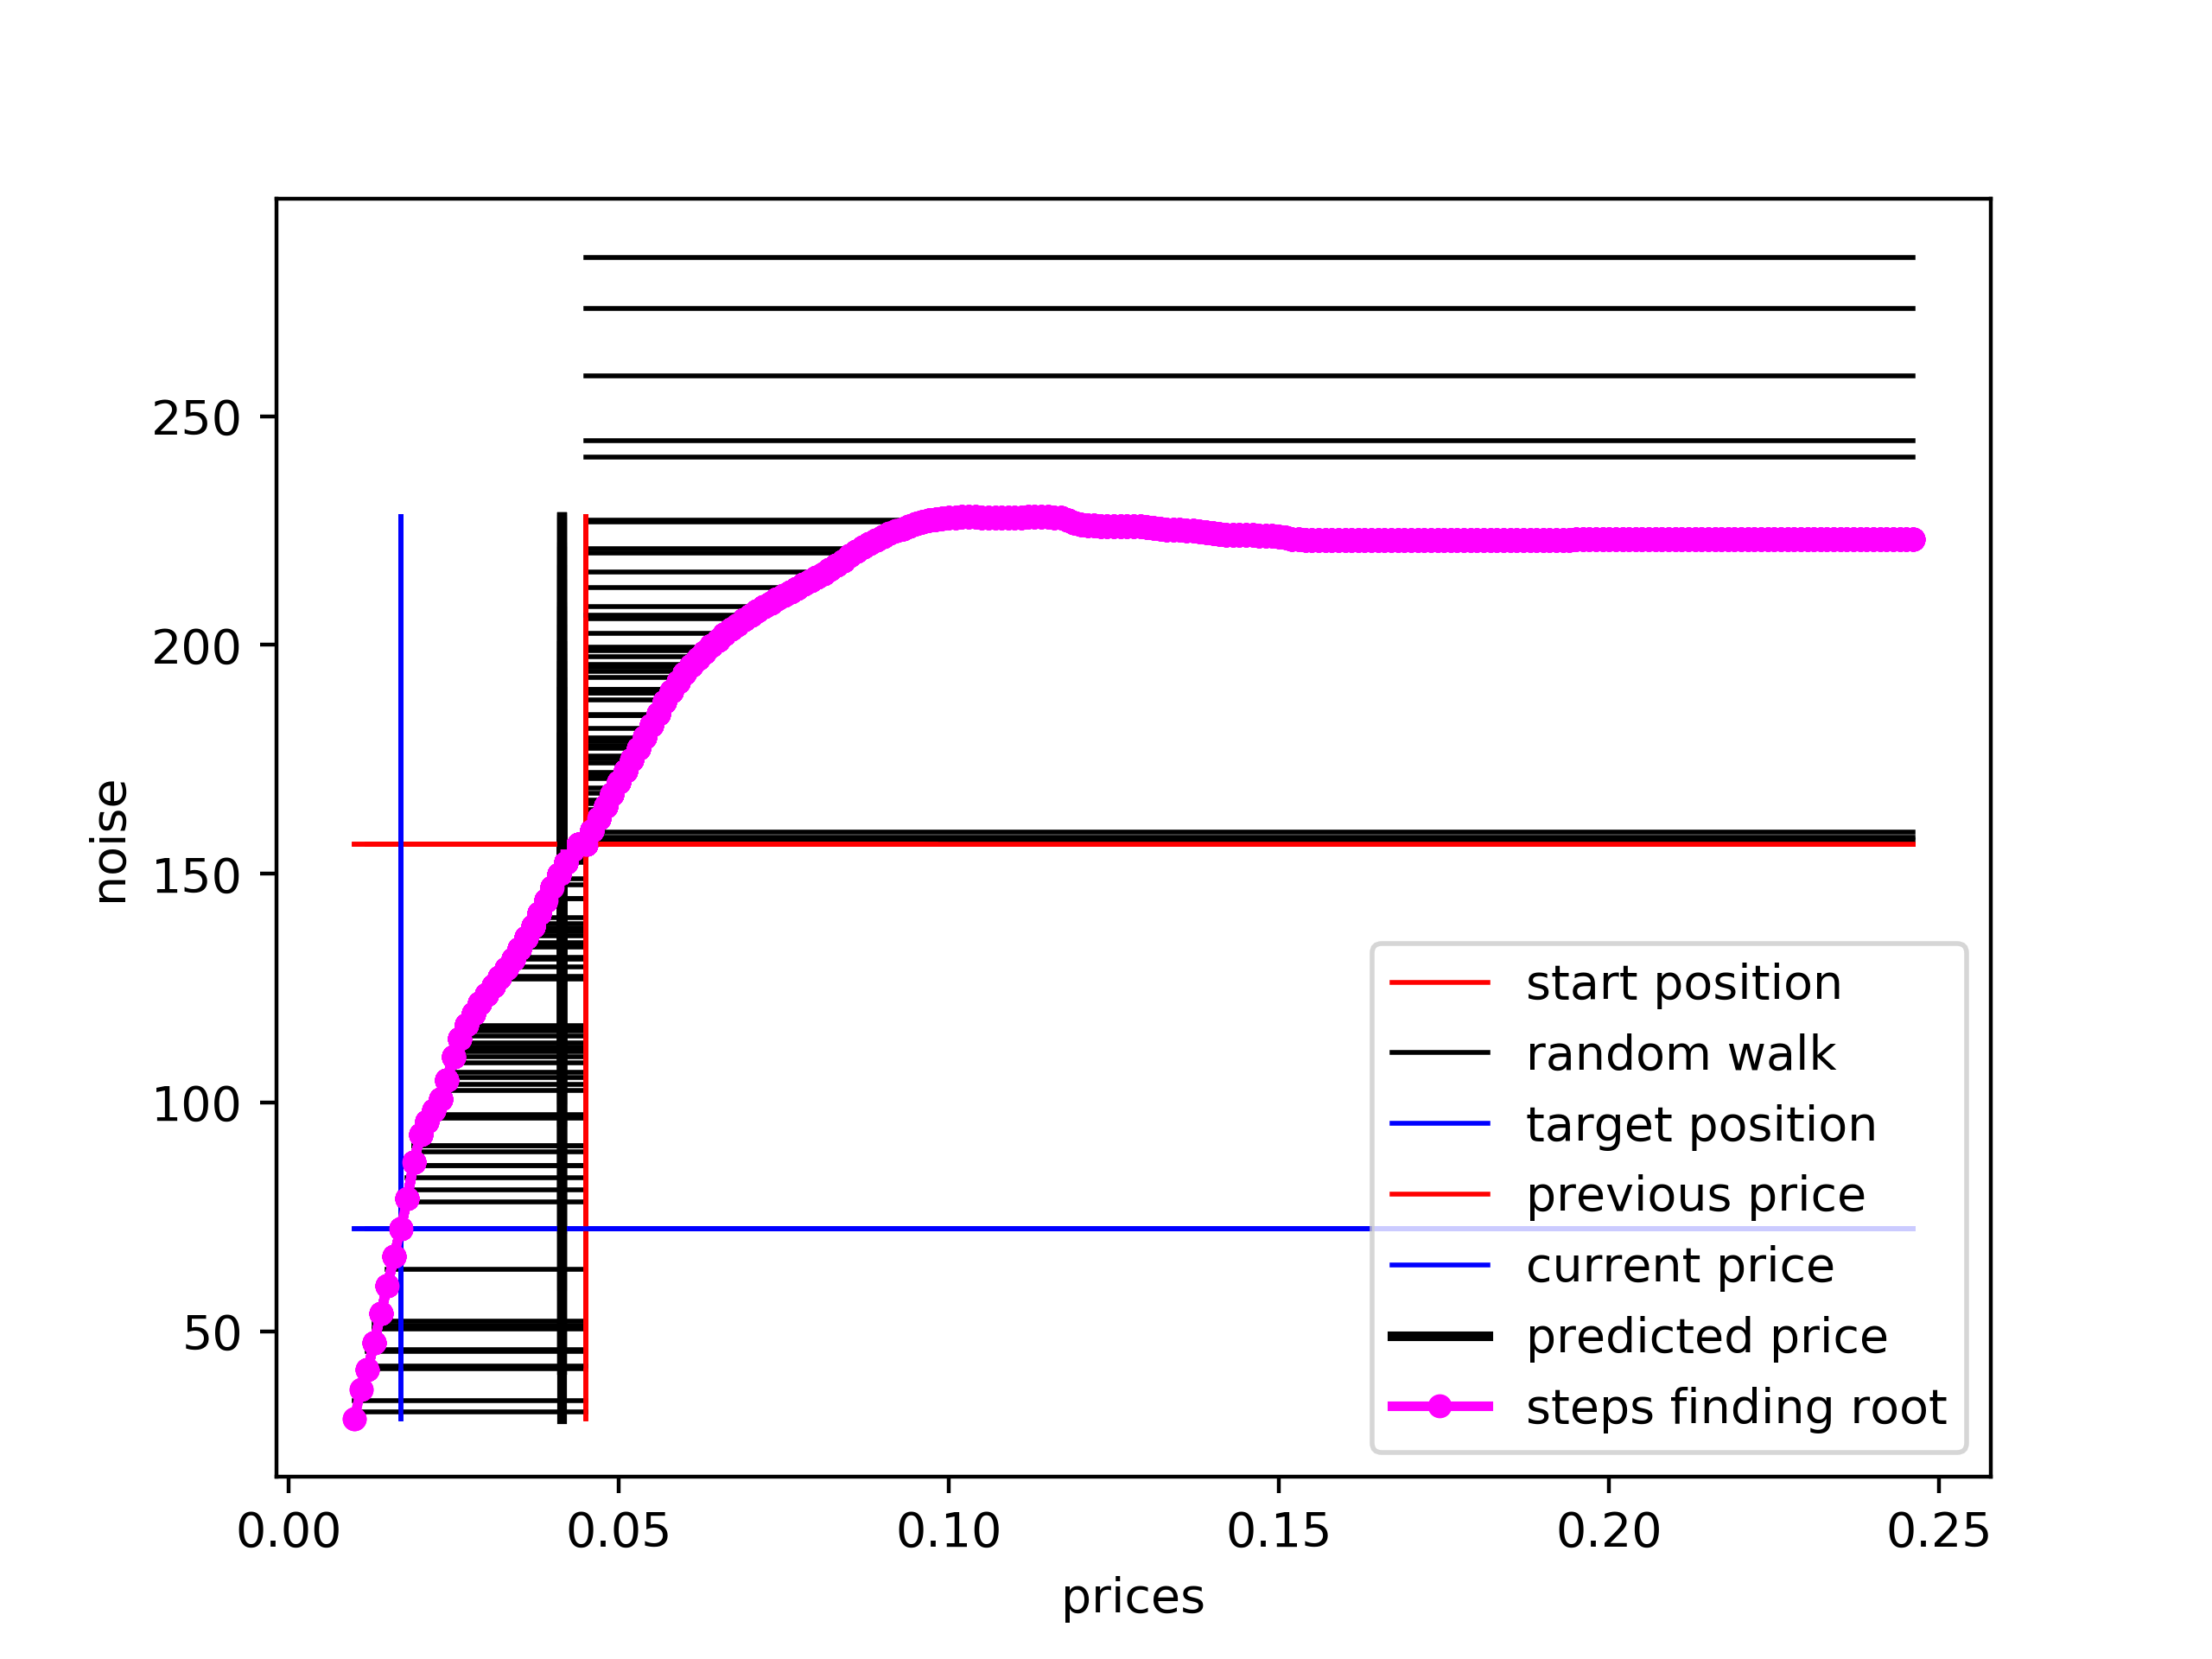 250
200
150
100
50
noise
0.00
0.05
0.10
0.15
0.20
0.25
prices
start position
random walk
target position
previous price
current price
predicted price
steps finding root